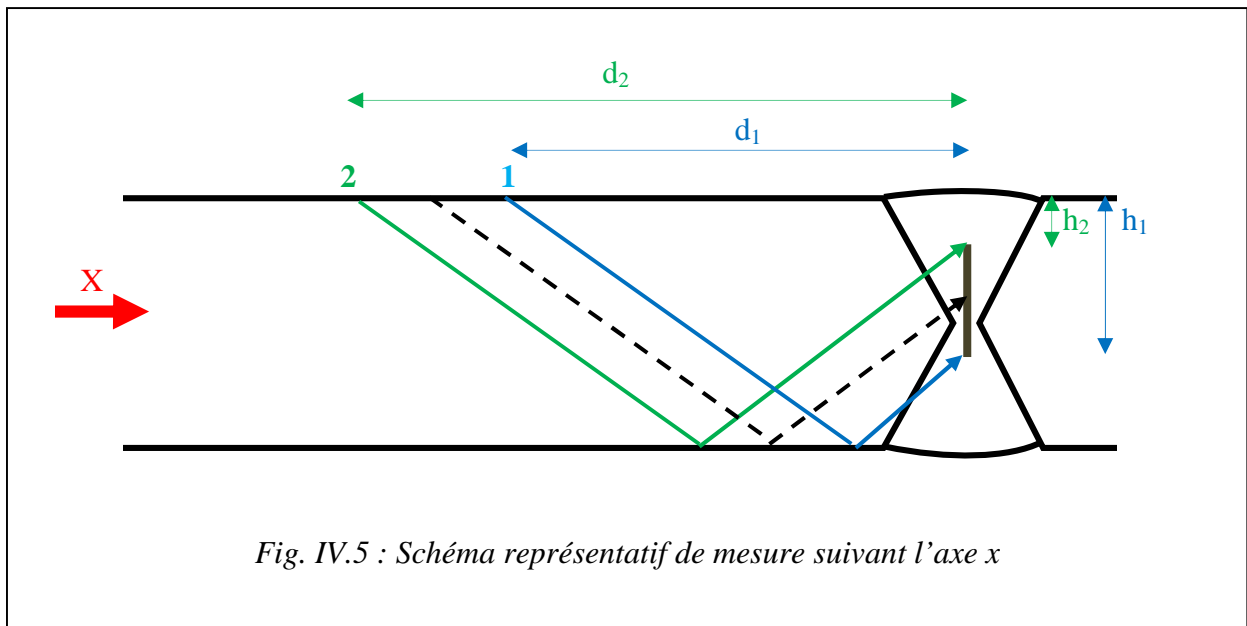 d₂
d₁
2 1
h₂ h₁
X
Fig. IV.5 : Schéma représentatif de mesure suivant l’axe x